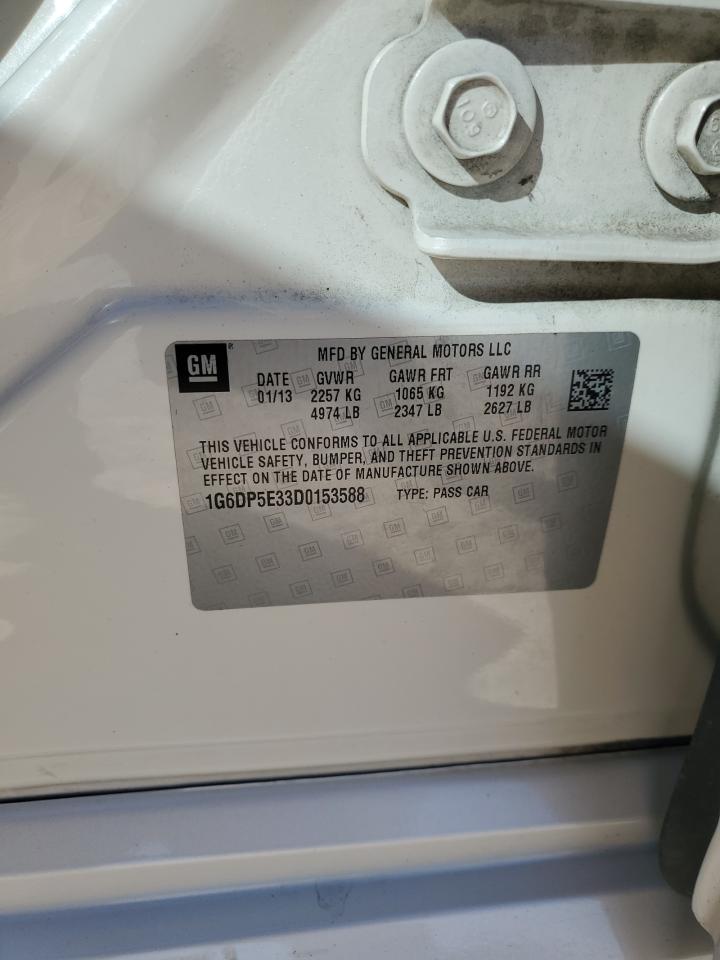 109
GM ® MFD BY GENERAL MOTORS LLC
DATE GVWR GAWR FRT GAWR RR
01/13 2257 KG 1065 KG 1192 KG
4974 LB 2347 LB 2627 LB
THIS VEHICLE CONFORMS TO ALL APPLICABLE U.S. FEDERAL MOTOR
VEHICLE SAFETY, BUMPER, AND THEFT PREVENTION STANDARDS IN
EFFECT ON THE DATE OF MANUFACTURE SHOWN ABOVE.
1G6DP5E33D0153588 TYPE: PASS CAR